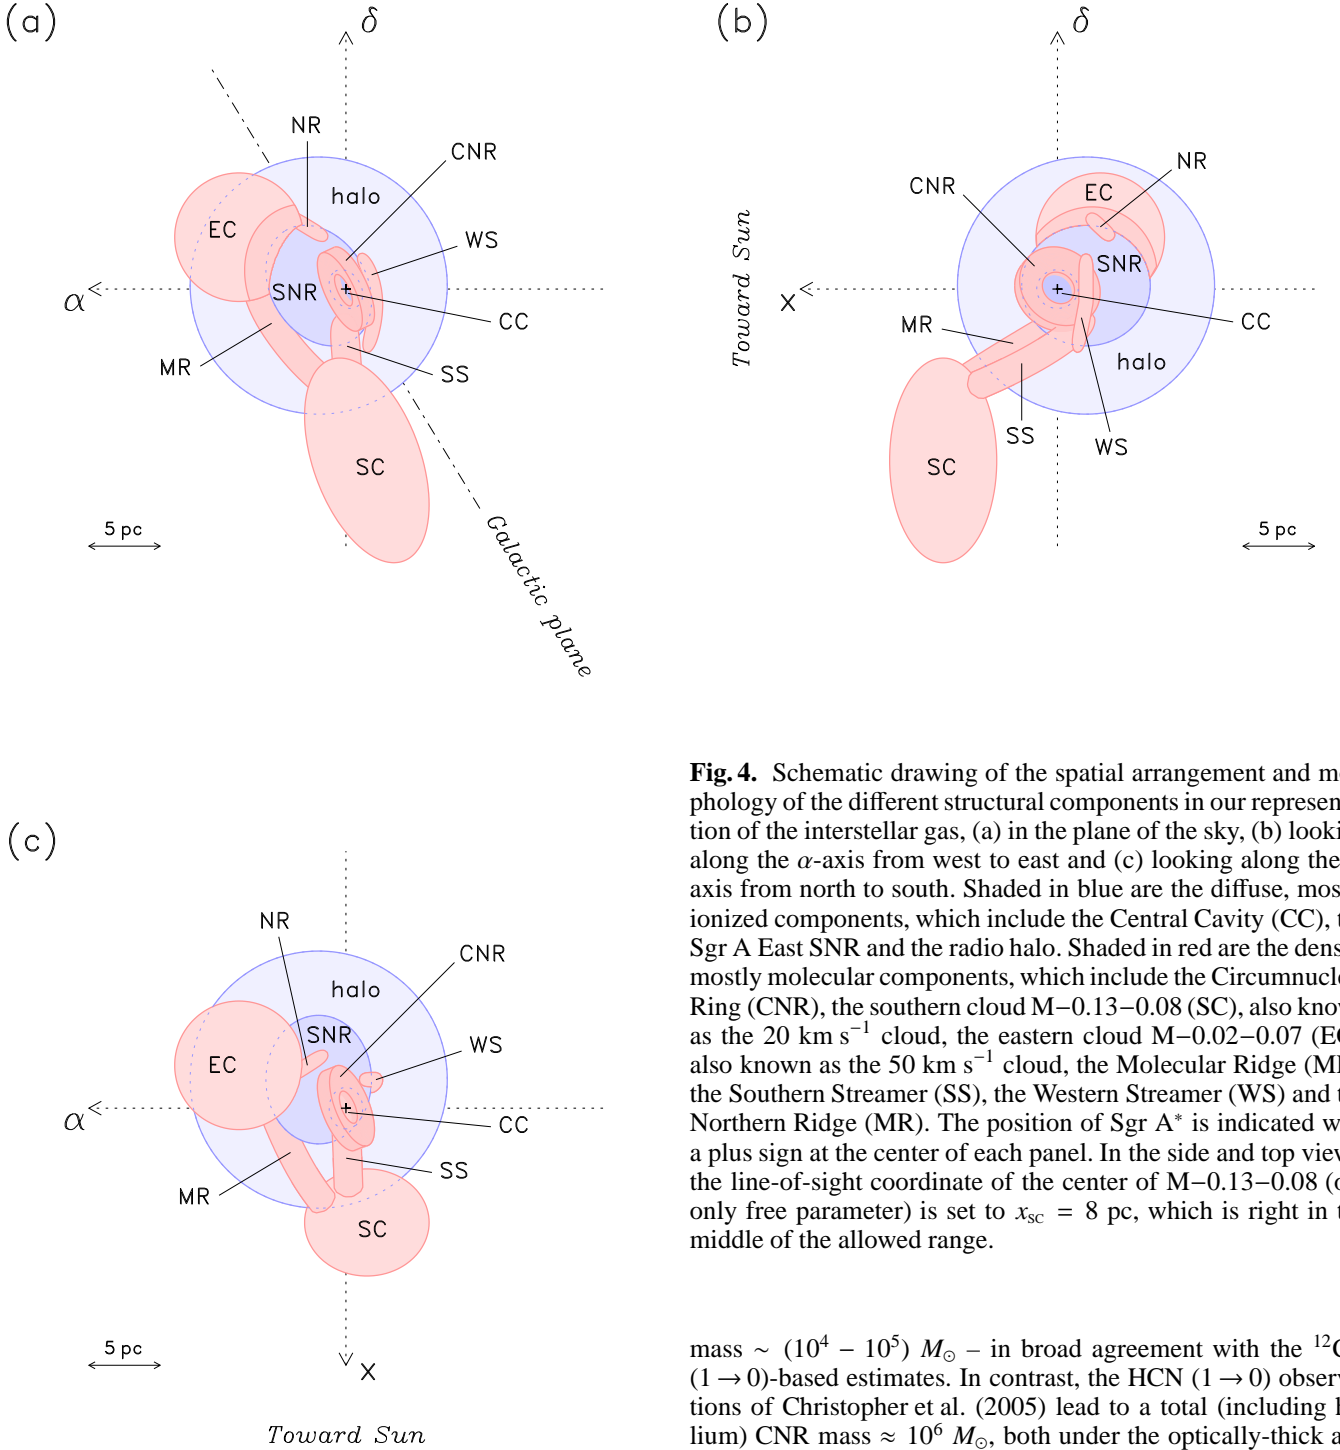 (a)
δ
NR
CNR
halo
EC
WS
SNR
α
CC
MR
SS
SC
5 pc
Galactic plane
(b)
δ
NR
CNR
EC
Toward Sun
SNR
x
MR
CC
halo
SS
WS
SC
5 pc
(c)
NR
CNR
halo
SNR
WS
EC
α
CC
SS
MR
SC
5 pc
x
Toward Sun
Fig. 4. Schematic drawing of the spatial arrangement and mo
phology of the different structural components in our represen
tion of the interstellar gas, (a) in the plane of the sky, (b) looki
along the α-axis from west to east and (c) looking along the
axis from north to south. Shaded in blue are the diffuse, mos
ionized components, which include the Central Cavity (CC), t
Sgr A East SNR and the radio halo. Shaded in red are the dens
mostly molecular components, which include the Circumnucle
Ring (CNR), the southern cloud M−0.13−0.08 (SC), also know
as the 20 km s⁻¹ cloud, the eastern cloud M−0.02−0.07 (EC
also known as the 50 km s⁻¹ cloud, the Molecular Ridge (MR
the Southern Streamer (SS), the Western Streamer (WS) and t
Northern Ridge (MR). The position of Sgr A* is indicated w
a plus sign at the center of each panel. In the side and top view
the line-of-sight coordinate of the center of M−0.13−0.08 (o
only free parameter) is set to x_SC = 8 pc, which is right in t
middle of the allowed range.
mass ∼ (10⁴ − 10⁵) M⊙ – in broad agreement with the ¹²C
(1 → 0)-based estimates. In contrast, the HCN (1 → 0) observ
tions of Christopher et al. (2005) lead to a total (including h
lium) CNR mass ≈ 10⁶ M⊙, both under the optically-thick a